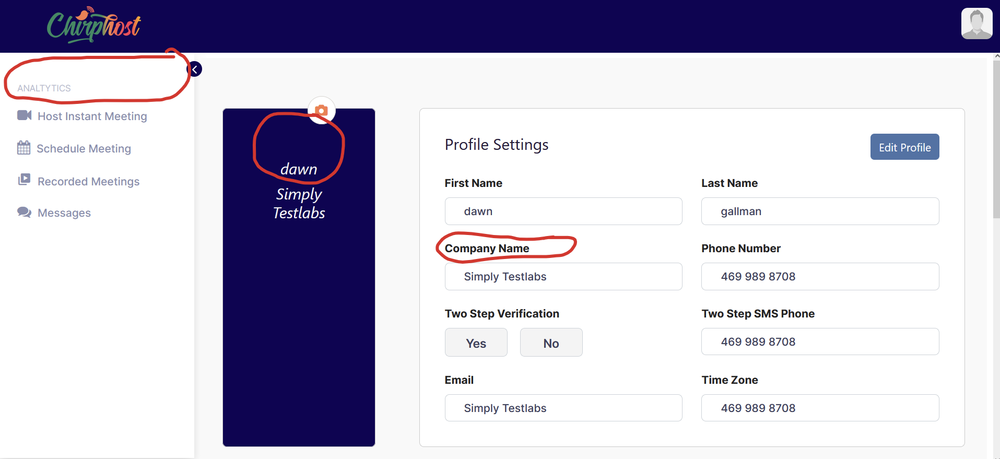 Chirphost
ANALTYTICS
Host Instant Meeting
Schedule Meeting
Recorded Meetings
Messages
dawn
Simply
Testlabs
Profile Settings
Edit Profile
First Name
Last Name
dawn
gallman
Company Name
Phone Number
Simply Testlabs
469 989 8708
Two Step Verification
Two Step SMS Phone
Yes
No
469 989 8708
Email
Time Zone
Simply Testlabs
469 989 8708